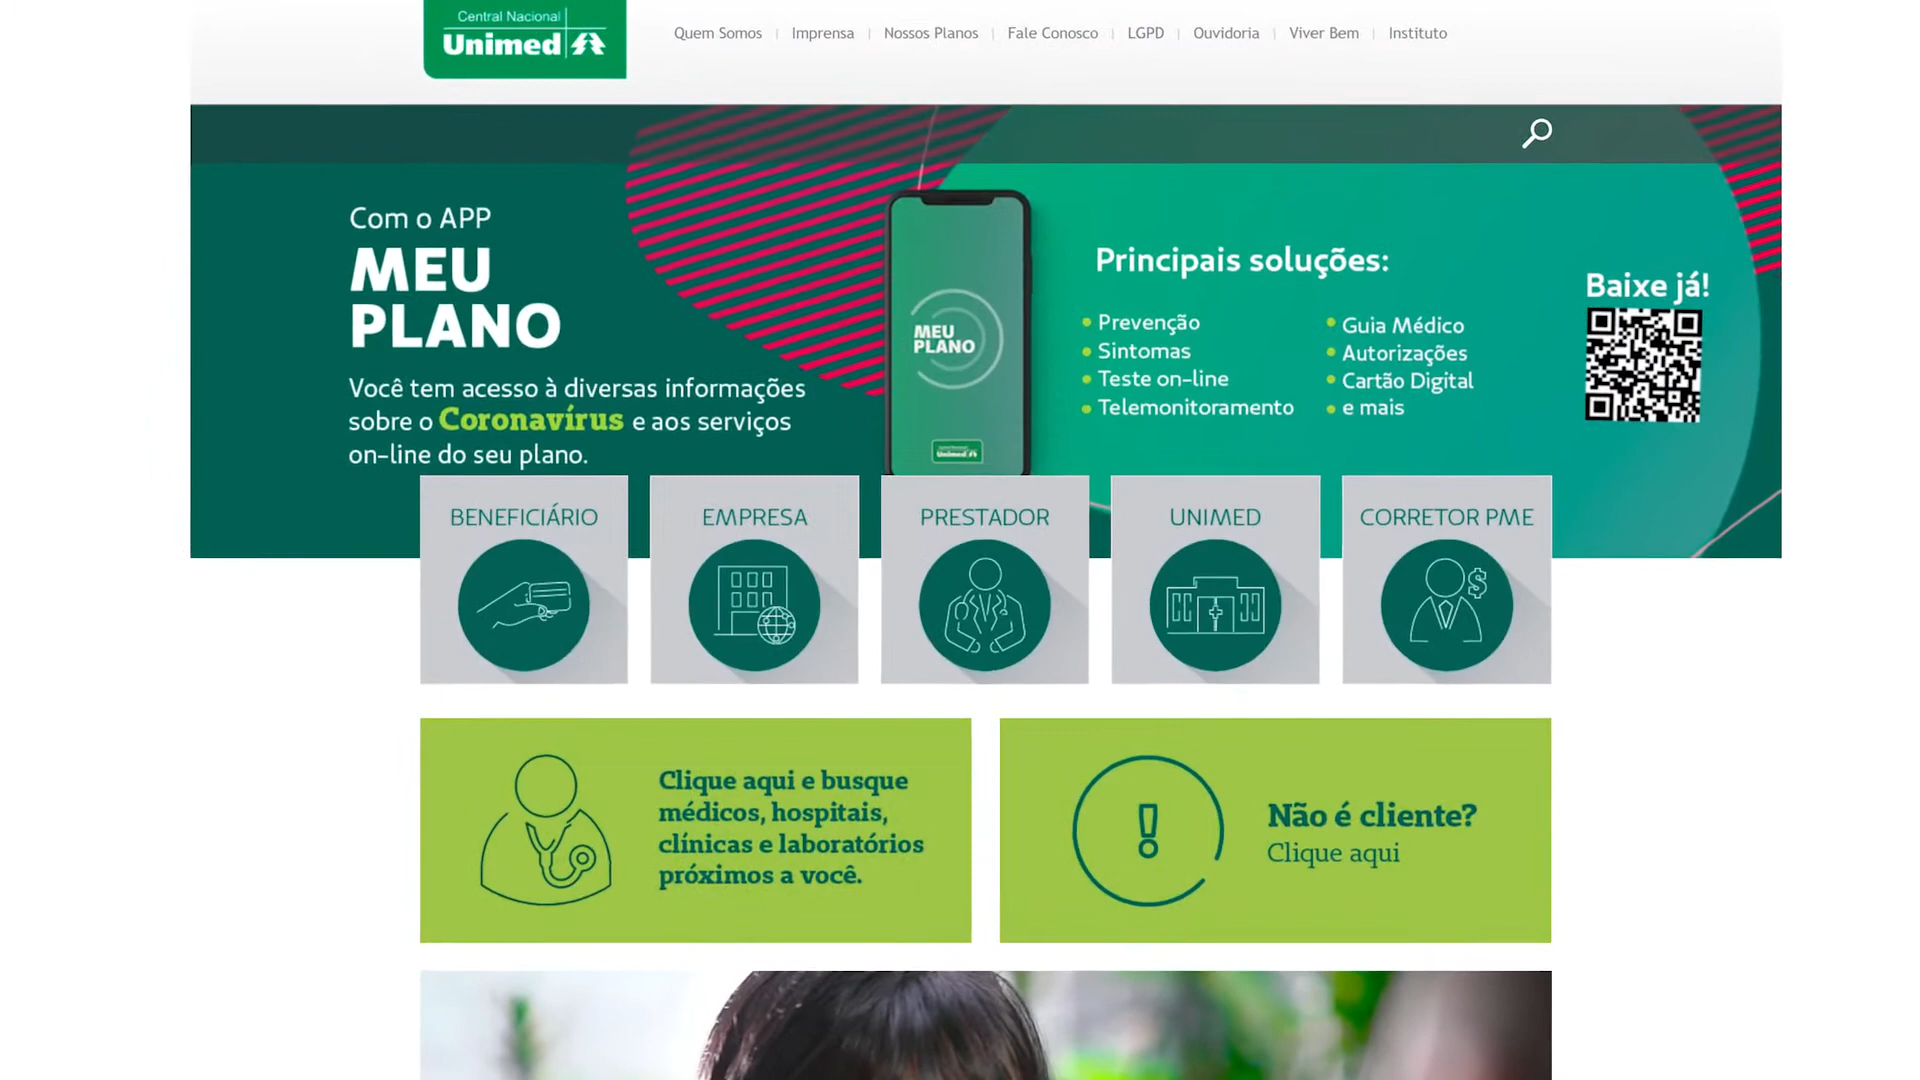 Central Nacional
Unimed
Quem Somos
Imprensa
Nossos Planos
Fale Conosco
LGPD
Ouvidoria
Viver Bem
Instituto
Com o APP
MEU
PLANO
Você tem acesso à diversas informações
sobre o Coronavírus e aos serviços
on-line do seu plano.
MEU
PLANO
Unimed
Principais soluções:
Prevenção
Sintomas
Teste on-line
Telemonitoramento
Guia Médico
Autorizações
Cartão Digital
e mais
Baixe já!
BENEFICIÁRIO
EMPRESA
PRESTADOR
UNIMED
CORRETOR PME
Clique aqui e busque
médicos, hospitais,
clínicas e laboratórios
próximos a você.
Não é cliente?
Clique aqui